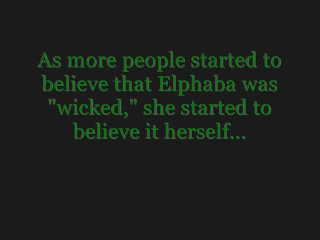 As more people started to
believe that Elphaba was
"wicked," she started to
believe it herself...